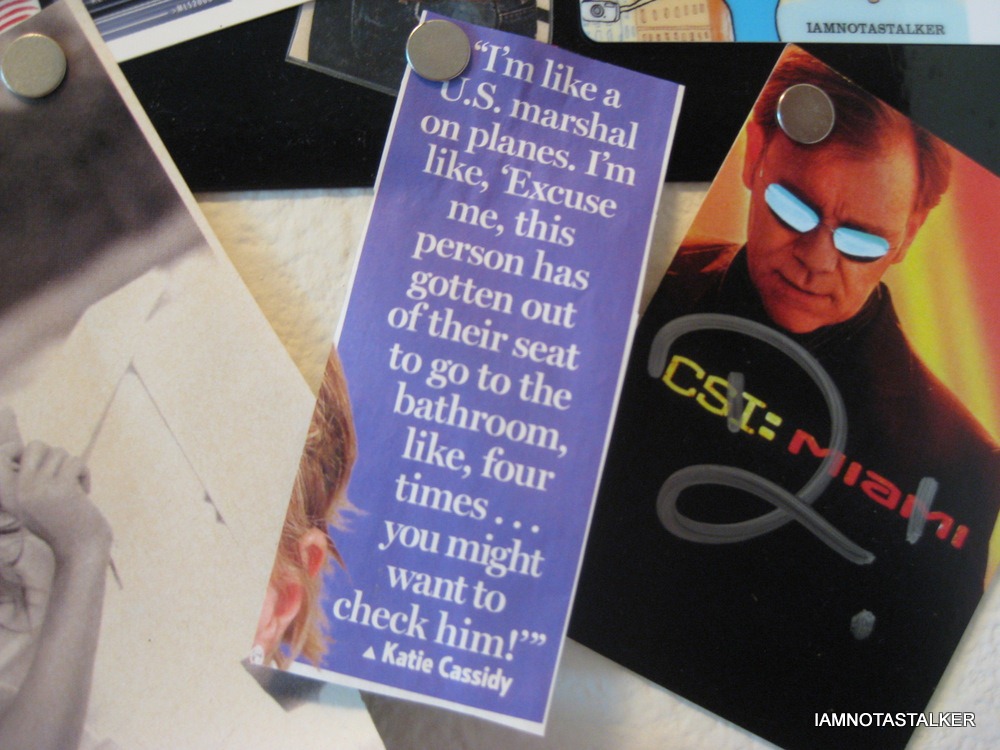 IAMNOTASTALKER
“I’m like a
U.S. marshal
on planes. I’m
like, ‘Excuse
me, this
person has
gotten out
of their seat
to go to the
bathroom,
like, four
times . . .
you might
want to
check him!’”
▲ Katie Cassidy
CSI: MIAMI
IAMNOTASTALKER